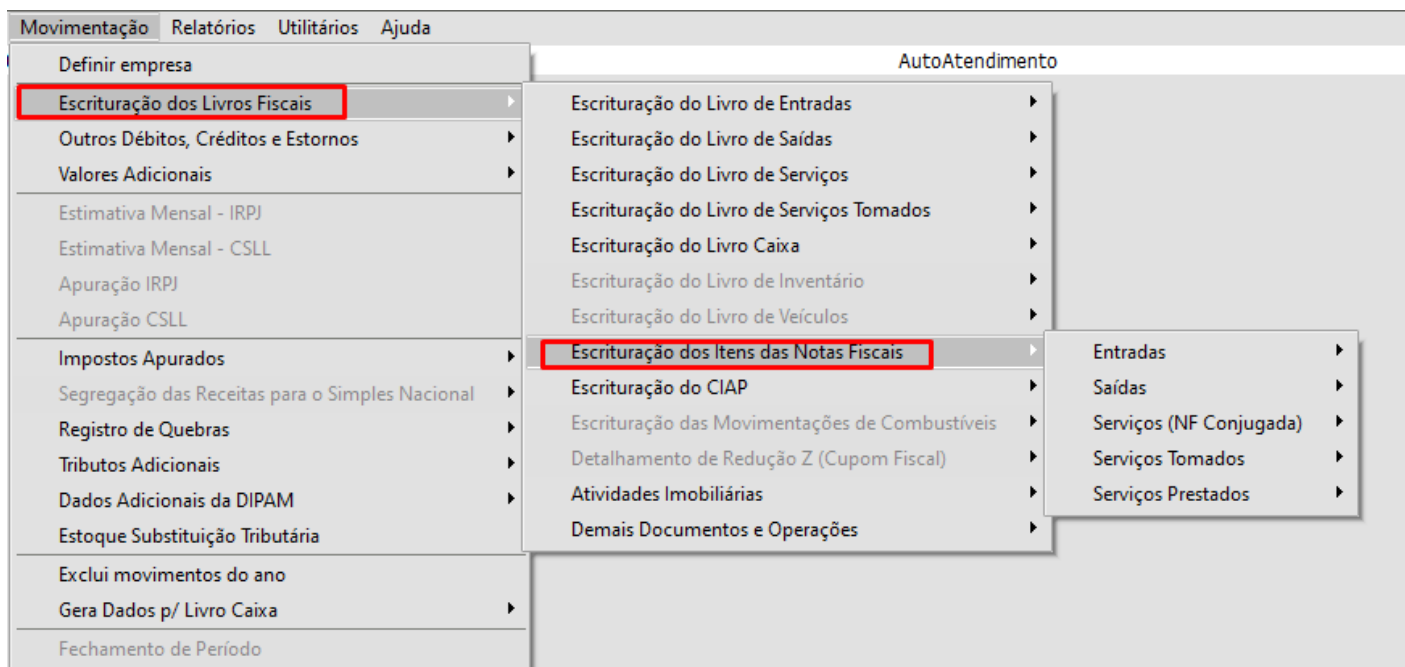 Movimentação Relatórios Utilitários Ajuda
AutoAtendimento
Definir empresa
Escrituração dos Livros Fiscais
Outros Débitos, Créditos e Estornos
Valores Adicionais
Estimativa Mensal - IRPJ
Estimativa Mensal - CSLL
Apuração IRPJ
Apuração CSLL
Impostos Apurados
Segregação das Receitas para o Simples Nacional
Registro de Quebras
Tributos Adicionais
Dados Adicionais da DIPAM
Estoque Substituição Tributária
Exclui movimentos do ano
Gera Dados p/ Livro Caixa
Fechamento de Período
Escrituração do Livro de Entradas
Escrituração do Livro de Saídas
Escrituração do Livro de Serviços
Escrituração do Livro de Serviços Tomados
Escrituração do Livro Caixa
Escrituração do Livro de Inventário
Escrituração do Livro de Veículos
Escrituração dos Itens das Notas Fiscais
Escrituração do CIAP
Escrituração das Movimentações de Combustíveis
Detalhamento de Redução Z (Cupom Fiscal)
Atividades Imobiliárias
Demais Documentos e Operações
Entradas
Saídas
Serviços (NF Conjugada)
Serviços Tomados
Serviços Prestados